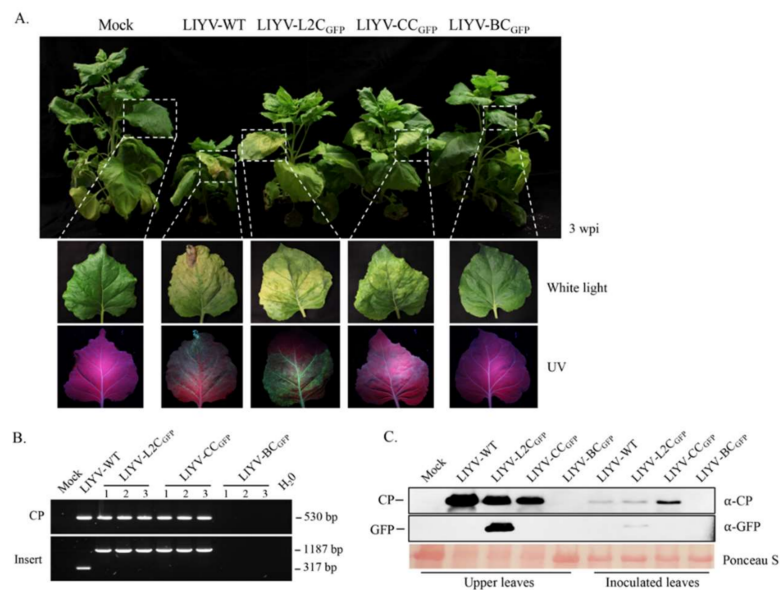 A.
Mock LIYV-WT LIYV-L2CGFP LIYV-CCGFP LIYV-BCGFP
3 wpi
White light
UV
B.
Mock LIYV-WT LIYV-L2CGFP LIYV-CCGFP LIYV-BCGFP H₂0
1 2 3 1 2 3 1 2 3
CP – 530 bp
Insert – 1187 bp
– 317 bp
C.
Mock LIYV-WT LIYV-L2CGFP LIYV-CCGFP LIYV-BCGFP LIYV-WT LIYV-L2CGFP LIYV-CCGFP LIYV-BCGFP
CP– α-CP
GFP– α-GFP
Ponceau S
Upper leaves Inoculated leaves